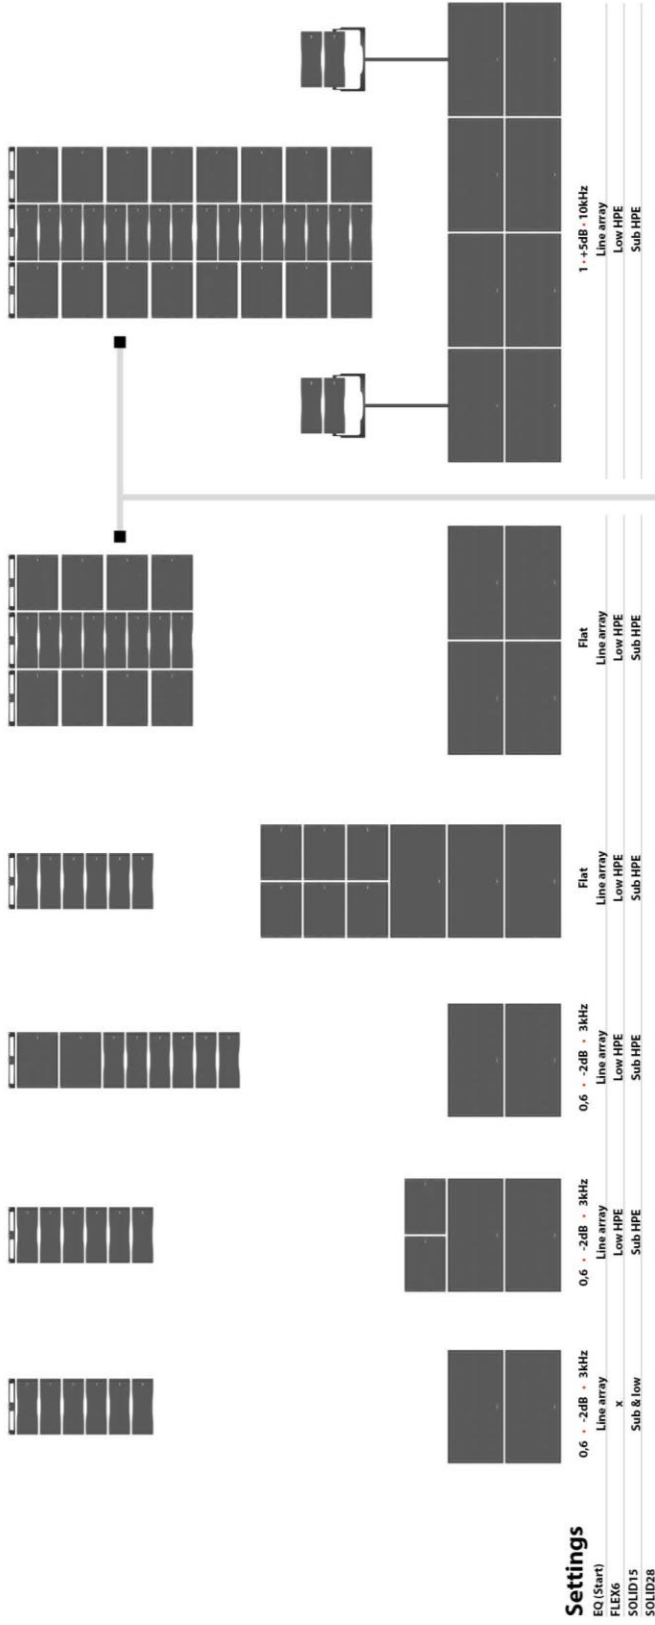 Settings
EQ (Start) 0,6 · -2dB · 3kHz 0,6 · -2dB · 3kHz 0,6 · -2dB · 3kHz Flat Flat 1 · +5dB · 10kHz
FLEX6 Line array Line array Line array Line array Line array Line array
SOLID15 x Low HPE Low HPE Low HPE Low HPE Low HPE
SOLID28 Sub & low Sub HPE Sub HPE Sub HPE Sub HPE Sub HPE